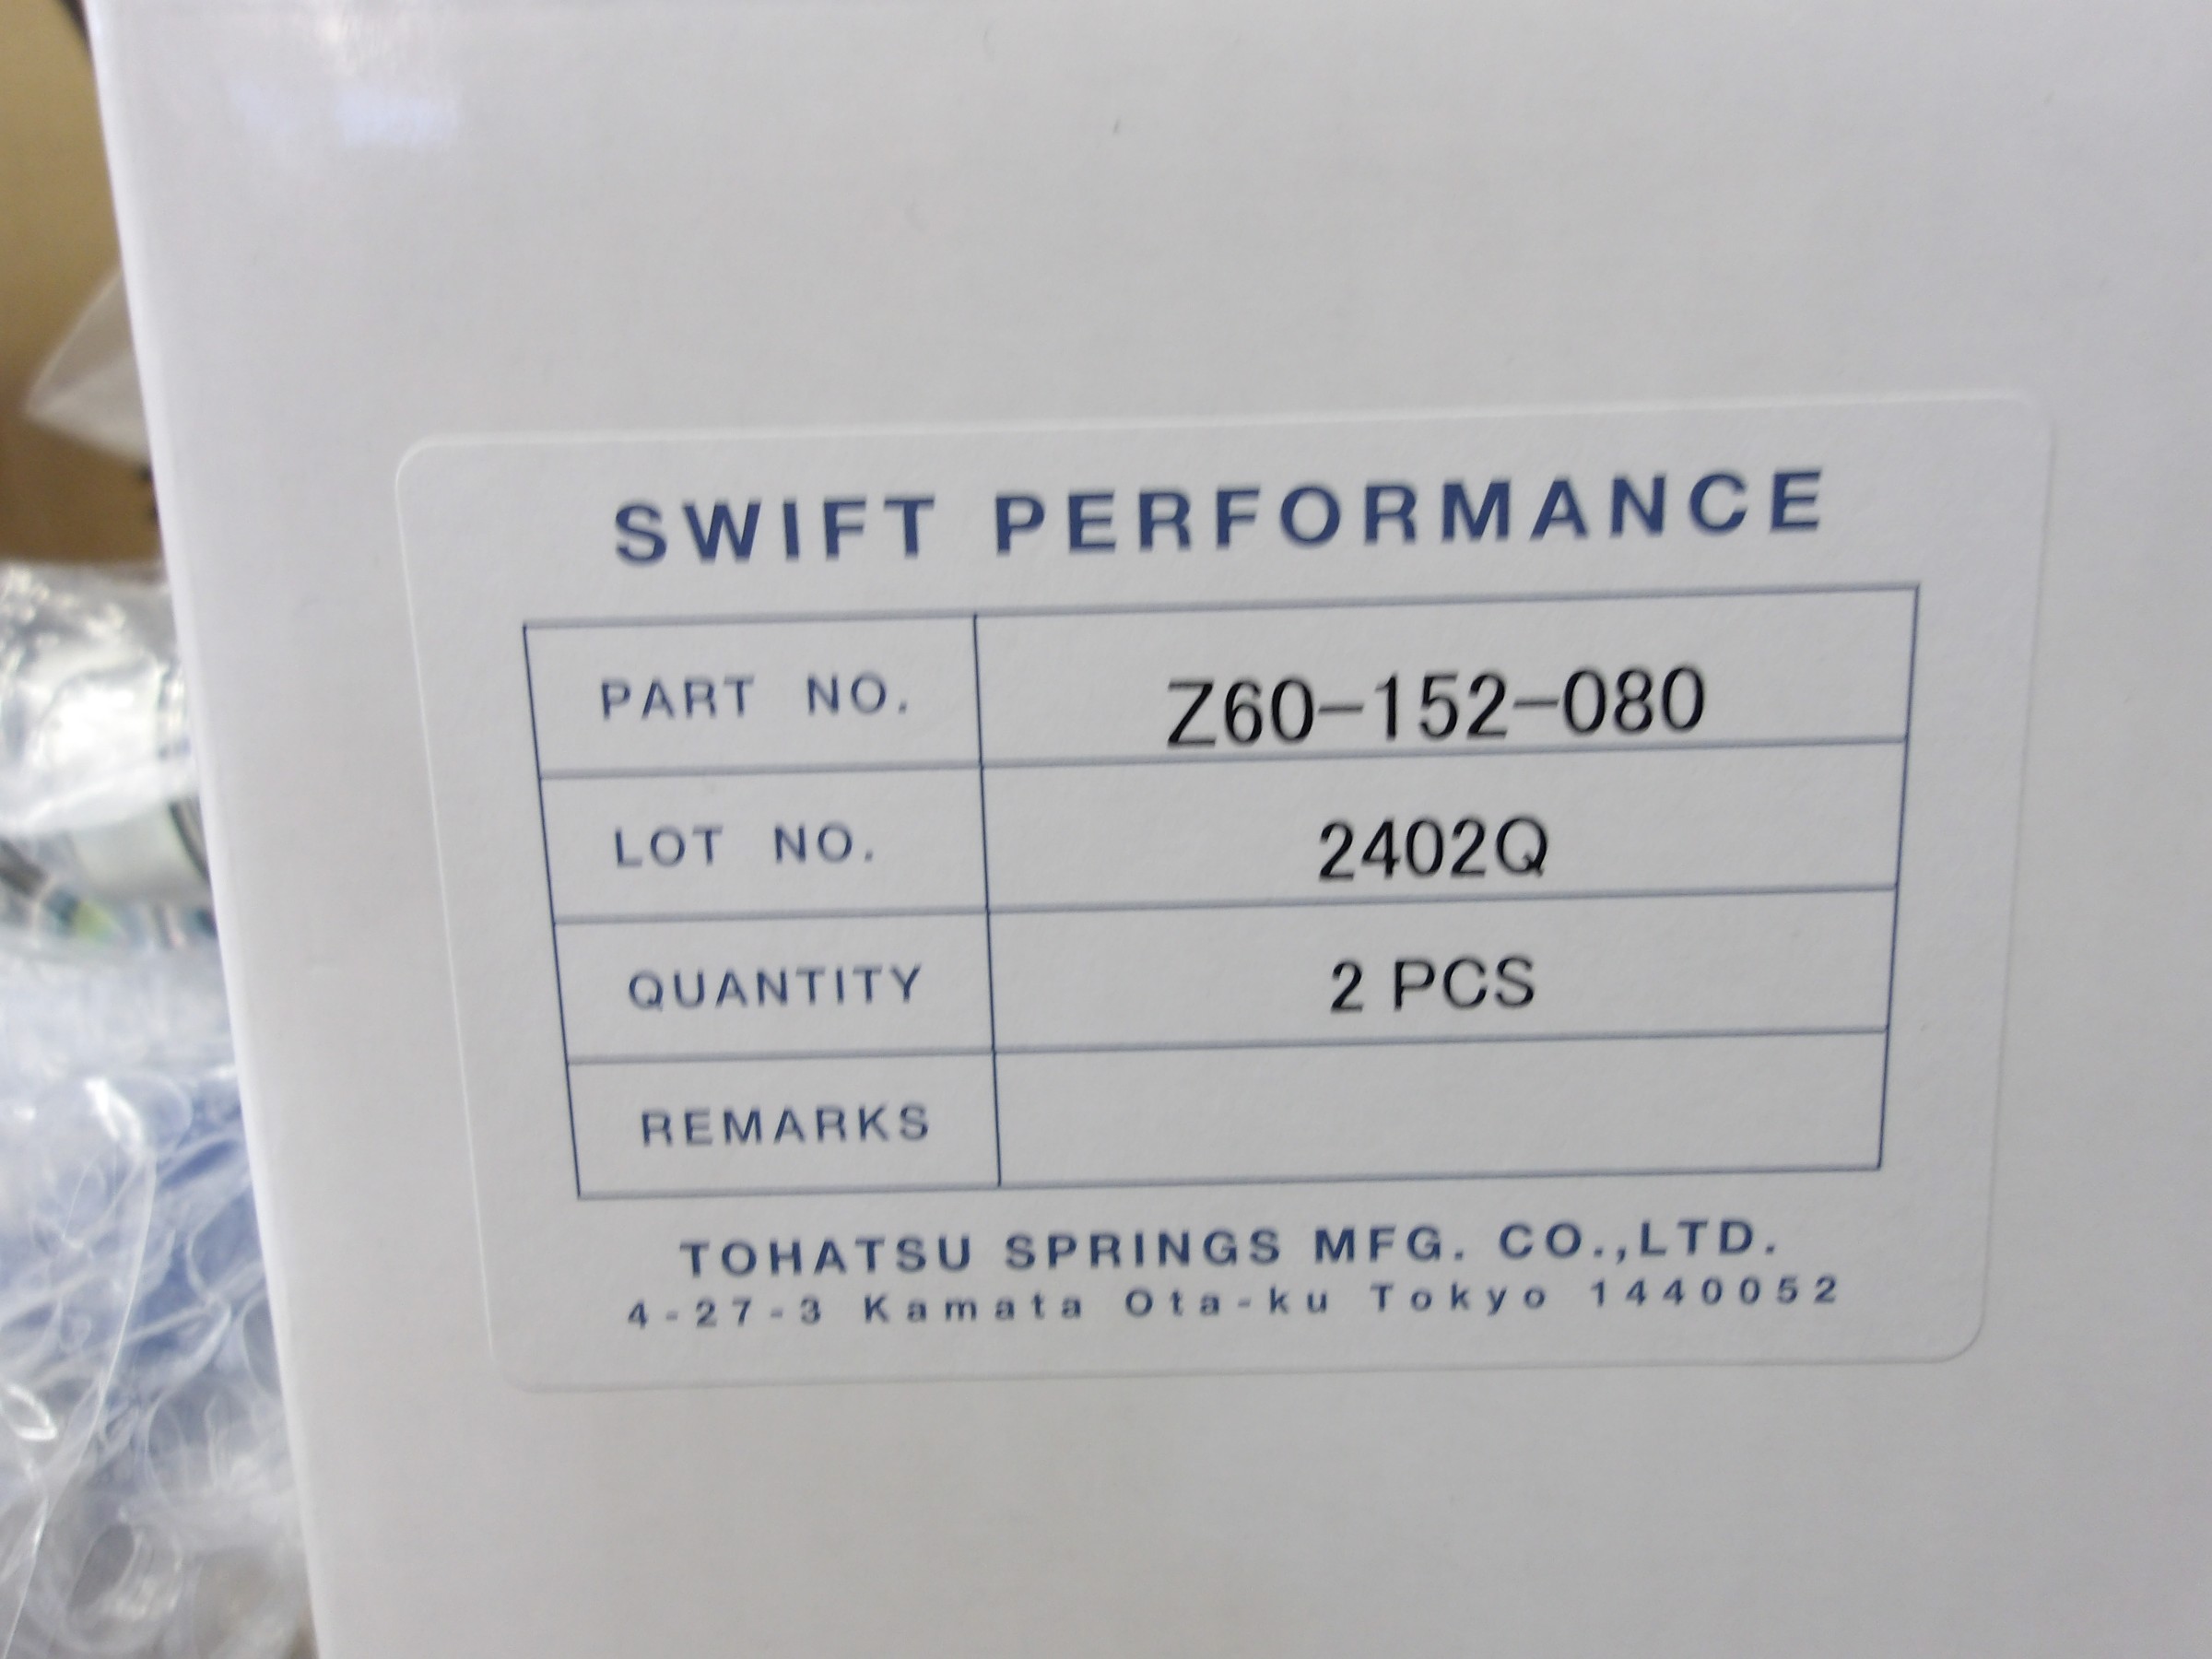 SWIFT PERFORMANCE
PART NO. Z60-152-080
LOT NO. 2402Q
QUANTITY 2 PCS
REMARKS
TOHATSU SPRINGS MFG. CO.,LTD.
4-27-3 Kamata Ota-ku Tokyo 1440052